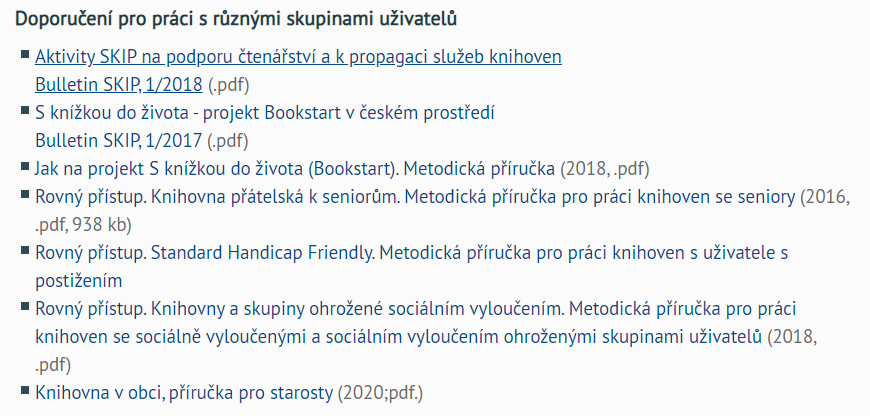 Doporučení pro práci s různými skupinami uživatelů
Aktivity SKIP na podporu čtenářství a k propagaci služeb knihoven
Bulletin SKIP, 1/2018 (.pdf)
S knížkou do života - projekt Bookstart v českém prostředí
Bulletin SKIP, 1/2017 (.pdf)
Jak na projekt S knížkou do života (Bookstart). Metodická příručka (2018, .pdf)
Rovný přístup. Knihovna přátelská k seniorům. Metodická příručka pro práci knihoven se seniory (2016,
.pdf, 938 kb)
Rovný přístup. Standard Handicap Friendly. Metodická příručka pro práci knihoven s uživatele s
postižením
Rovný přístup. Knihovny a skupiny ohrožené sociálním vyloučením. Metodická příručka pro práci
knihoven se sociálně vyloučenými a sociálním vyloučením ohroženými skupinami uživatelů (2018,
.pdf)
Knihovna v obci, příručka pro starosty (2020;pdf.)